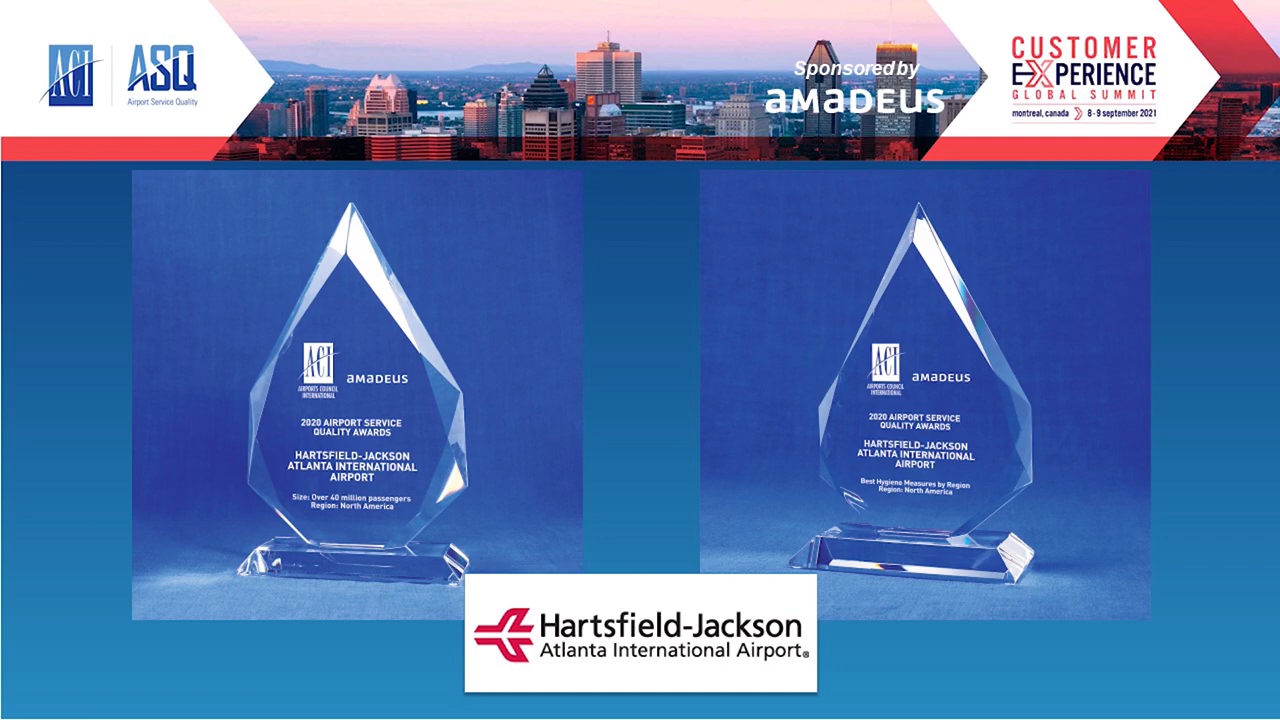 ACI
ASQ
Airport Service Quality
Sponsored by
aMaDEUS
CUSTOMER
EXPERIENCE
GLOBAL SUMMIT
montreal, canada
8 - 9 september 2021
ACI
AIRPORTS COUNCIL
INTERNATIONAL
aMaDEUS
2020 AIRPORT SERVICE
QUALITY AWARDS
HARTSFIELD-JACKSON
ATLANTA INTERNATIONAL
AIRPORT
Size: Over 40 million passengers
Region: North America
ACI
AIRPORTS COUNCIL
INTERNATIONAL
aMaDEUS
2020 AIRPORT SERVICE
QUALITY AWARDS
HARTSFIELD-JACKSON
ATLANTA INTERNATIONAL
AIRPORT
Best Hygiene Measures by Region
Region: North America
Hartsfield-Jackson
Atlanta International Airport®